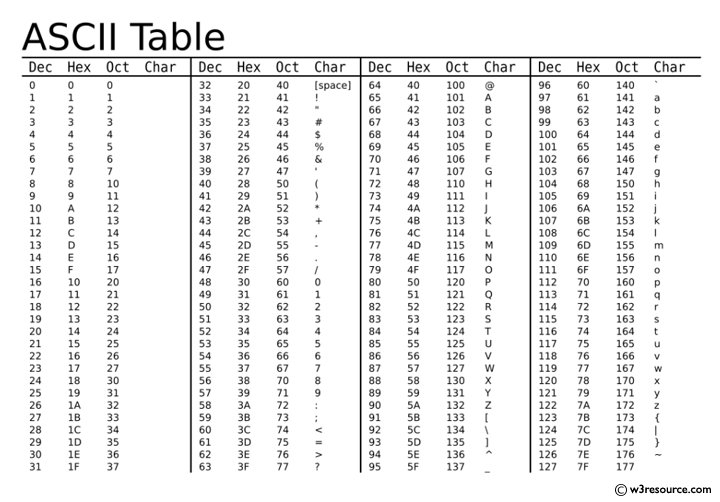 ASCII Table
Dec Hex Oct Char Dec Hex Oct Char Dec Hex Oct Char Dec Hex Oct Char
0 0 0 32 20 40 [space] 64 40 100 @ 96 60 140 `
1 1 1 33 21 41 ! 65 41 101 A 97 61 141 a
2 2 2 34 22 42 " 66 42 102 B 98 62 142 b
3 3 3 35 23 43 # 67 43 103 C 99 63 143 c
4 4 4 36 24 44 $ 68 44 104 D 100 64 144 d
5 5 5 37 25 45 % 69 45 105 E 101 65 145 e
6 6 6 38 26 46 & 70 46 106 F 102 66 146 f
7 7 7 39 27 47 ' 71 47 107 G 103 67 147 g
8 8 10 40 28 50 ( 72 48 110 H 104 68 150 h
9 9 11 41 29 51 ) 73 49 111 I 105 69 151 i
10 A 12 42 2A 52 * 74 4A 112 J 106 6A 152 j
11 B 13 43 2B 53 + 75 4B 113 K 107 6B 153 k
12 C 14 44 2C 54 , 76 4C 114 L 108 6C 154 l
13 D 15 45 2D 55 - 77 4D 115 M 109 6D 155 m
14 E 16 46 2E 56 . 78 4E 116 N 110 6E 156 n
15 F 17 47 2F 57 / 79 4F 117 O 111 6F 157 o
16 10 20 48 30 60 0 80 50 120 P 112 70 160 p
17 11 21 49 31 61 1 81 51 121 Q 113 71 161 q
18 12 22 50 32 62 2 82 52 122 R 114 72 162 r
19 13 23 51 33 63 3 83 53 123 S 115 73 163 s
20 14 24 52 34 64 4 84 54 124 T 116 74 164 t
21 15 25 53 35 65 5 85 55 125 U 117 75 165 u
22 16 26 54 36 66 6 86 56 126 V 118 76 166 v
23 17 27 55 37 67 7 87 57 127 W 119 77 167 w
24 18 30 56 38 70 8 88 58 130 X 120 78 170 x
25 19 31 57 39 71 9 89 59 131 Y 121 79 171 y
26 1A 32 58 3A 72 : 90 5A 132 Z 122 7A 172 z
27 1B 33 59 3B 73 ; 91 5B 133 [ 123 7B 173 {
28 1C 34 60 3C 74 < 92 5C 134 \ 124 7C 174 |
29 1D 35 61 3D 75 = 93 5D 135 ] 125 7D 175 }
30 1E 36 62 3E 76 > 94 5E 136 ^ 126 7E 176 ~
31 1F 37 63 3F 77 ? 95 5F 137 _ 127 7F 177
© w3resource.com